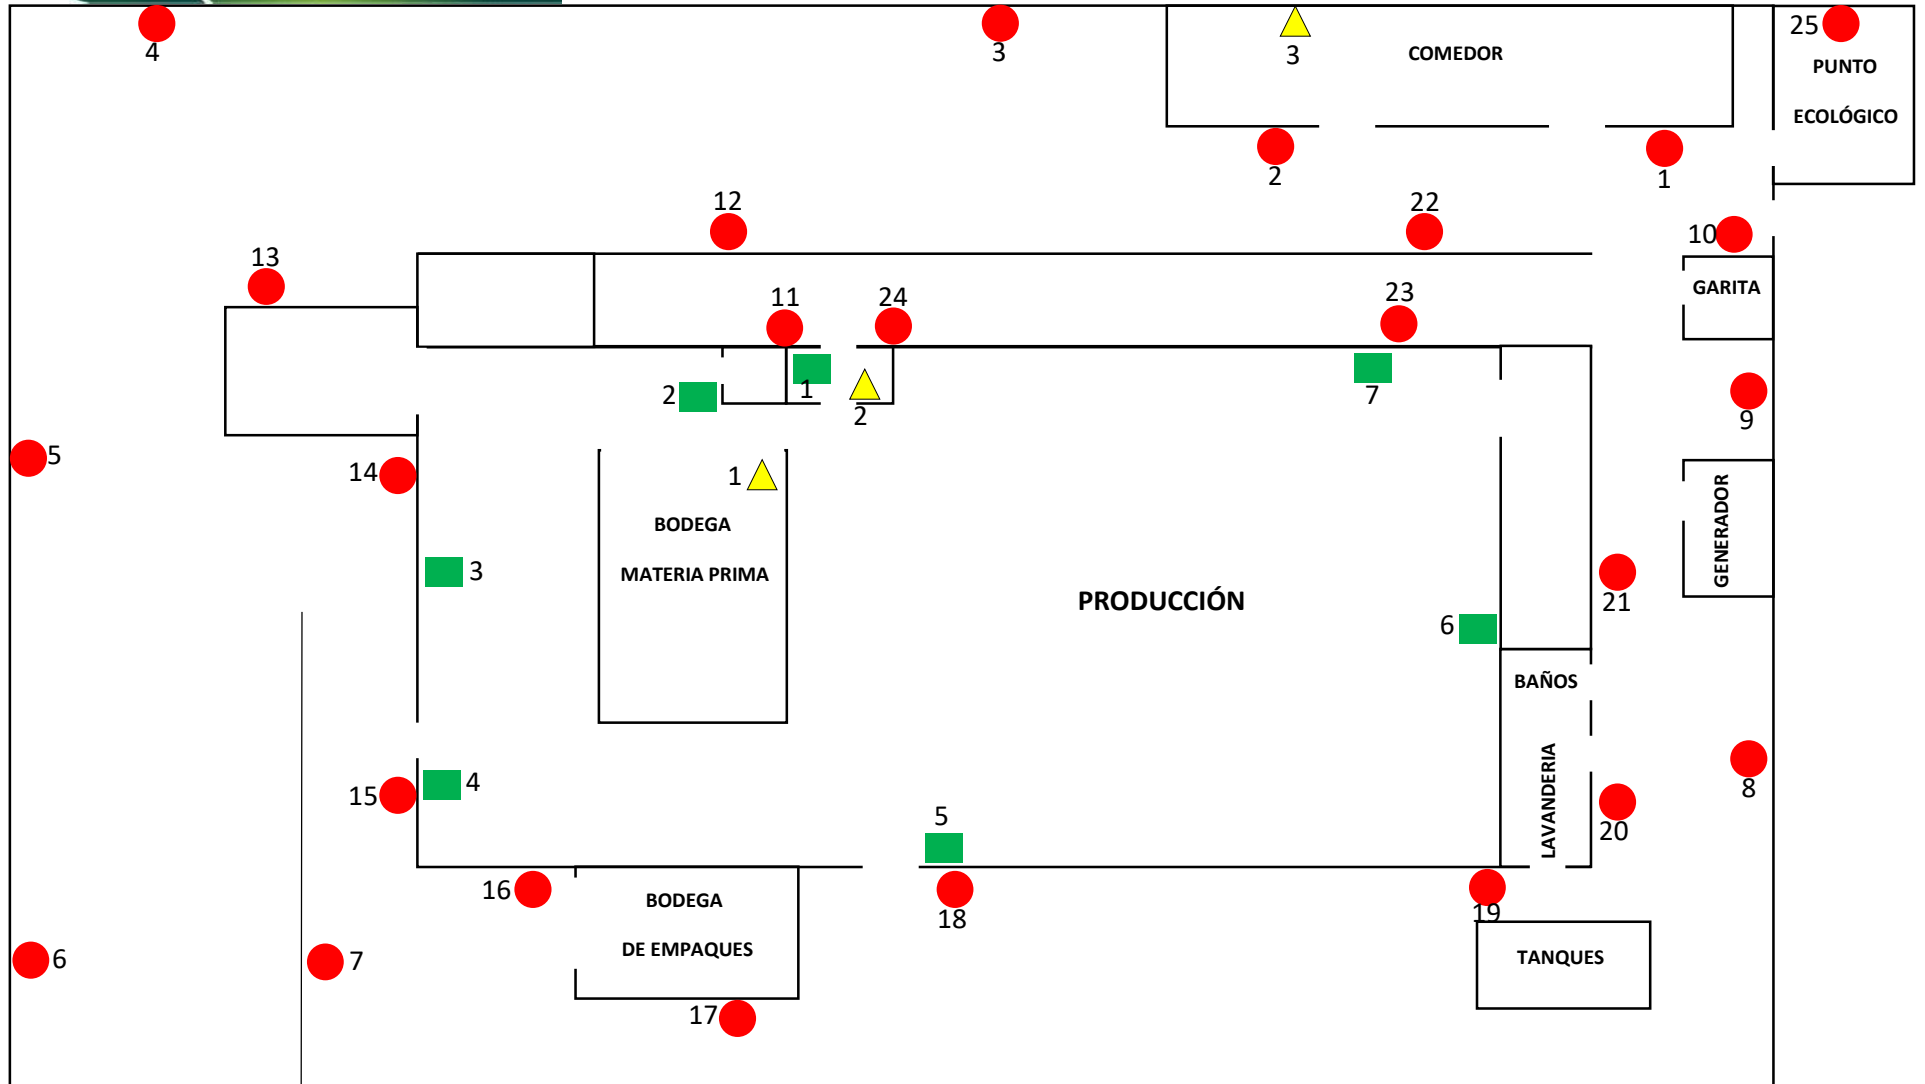 4
3
3
COMEDOR
25
PUNTO
ECOLÓGICO
2
1
12
22
10
13
GARITA
11
24
23
2
1
2
7
9
5
14
1
BODEGA
MATERIA PRIMA
3
PRODUCCIÓN
GENERADOR
21
6
BAÑOS
15
4
LAVANDERIA
8
5
20
16
BODEGA
DE EMPAQUES
18
19
6
7
TANQUES
17